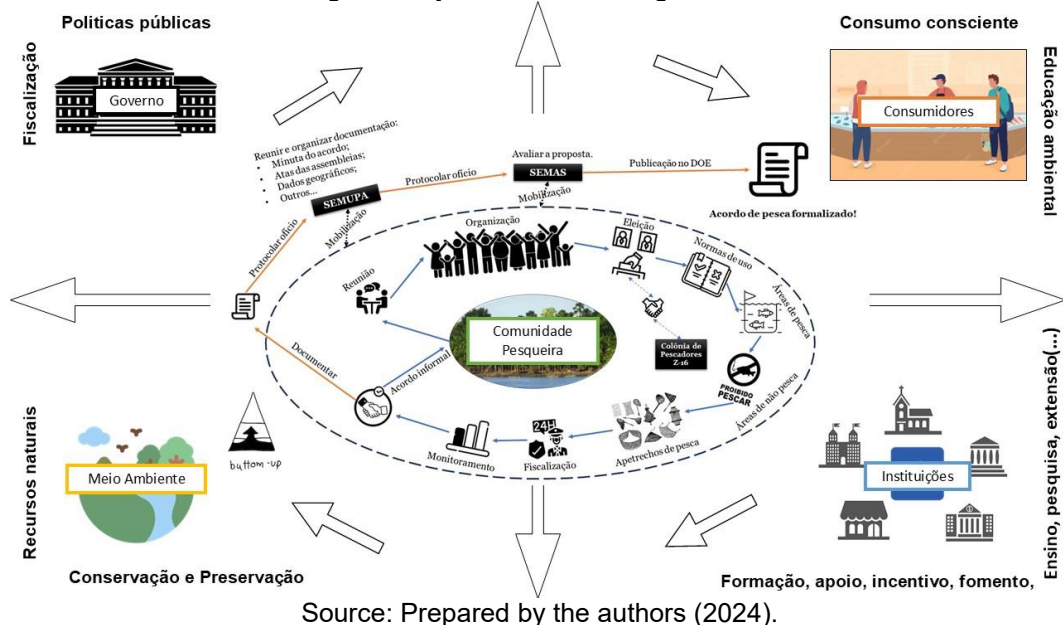 Politicas públicas
Consumo consciente
Fiscalização
Governo
Consumidores
Educação ambiental
Reunir e organizar documentação:
• Minuta do acordo;
• Atas das assembleias;
• Dados geográficos;
• Outros...
SEMUPA
Protocolar ofício
Avaliar a proposta.
SEMAS
Publicação no DOE
Acordo de pesca formalizado!
Protocolar ofício
Mobilização
Mobilização
Organização
Eleição
Normas de uso
Reunião
Áreas de pesca
Comunidade
Pesqueira
Colônia de
Pescadores
Z-16
Documentar
Acordo informal
PROIBIDO
PESCAR
Áreas de não pesca
24H
Monitoramento
Fiscalização
Apetrechos de pesca
buttom-up
Recursos naturais
Meio Ambiente
Conservação e Preservação
Instituições
Ensino, pesquisa, extensão(...)
Formação, apoio, incentivo, fomento,
Source: Prepared by the authors (2024).